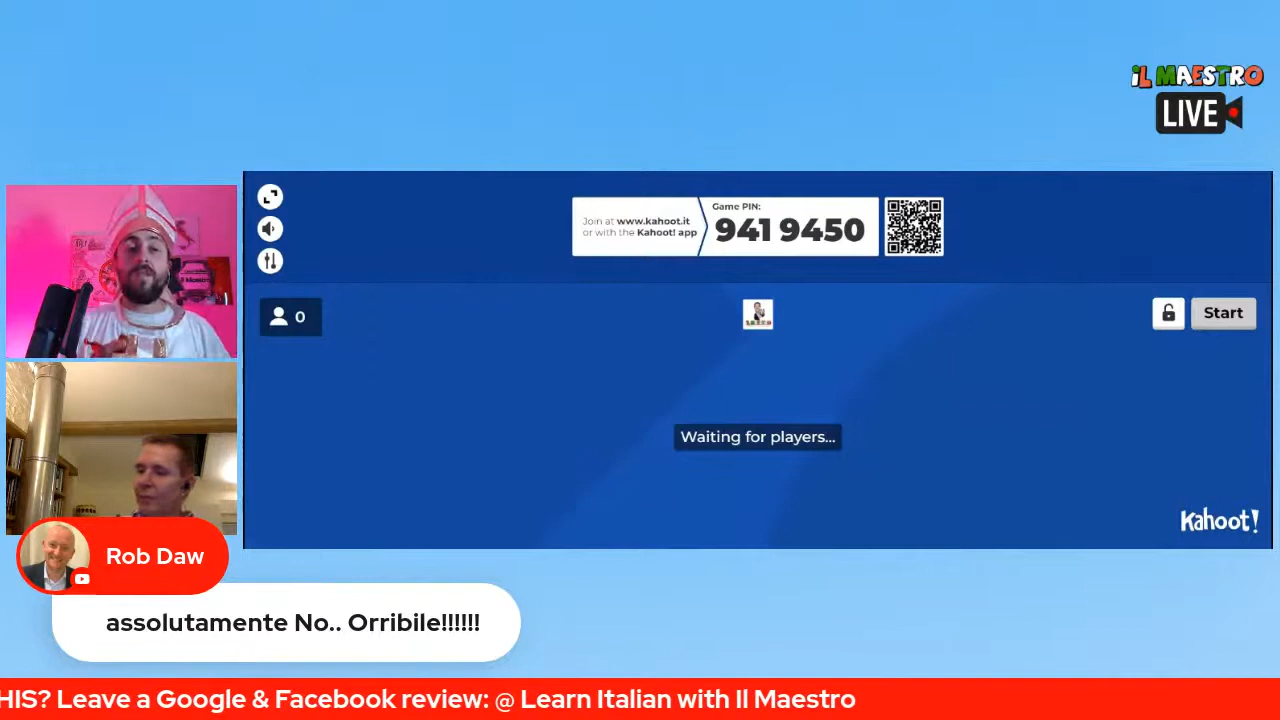 iL MAESTRO
LIVE
Join at www.kahoot.it
or with the Kahoot! app
Game PIN:
941 9450
0
Start
Waiting for players...
Kahoot!
Rob Daw
assolutamente No.. Orribile!!!!!!
HIS? Leave a Google & Facebook review: @ Learn Italian with Il Maestro